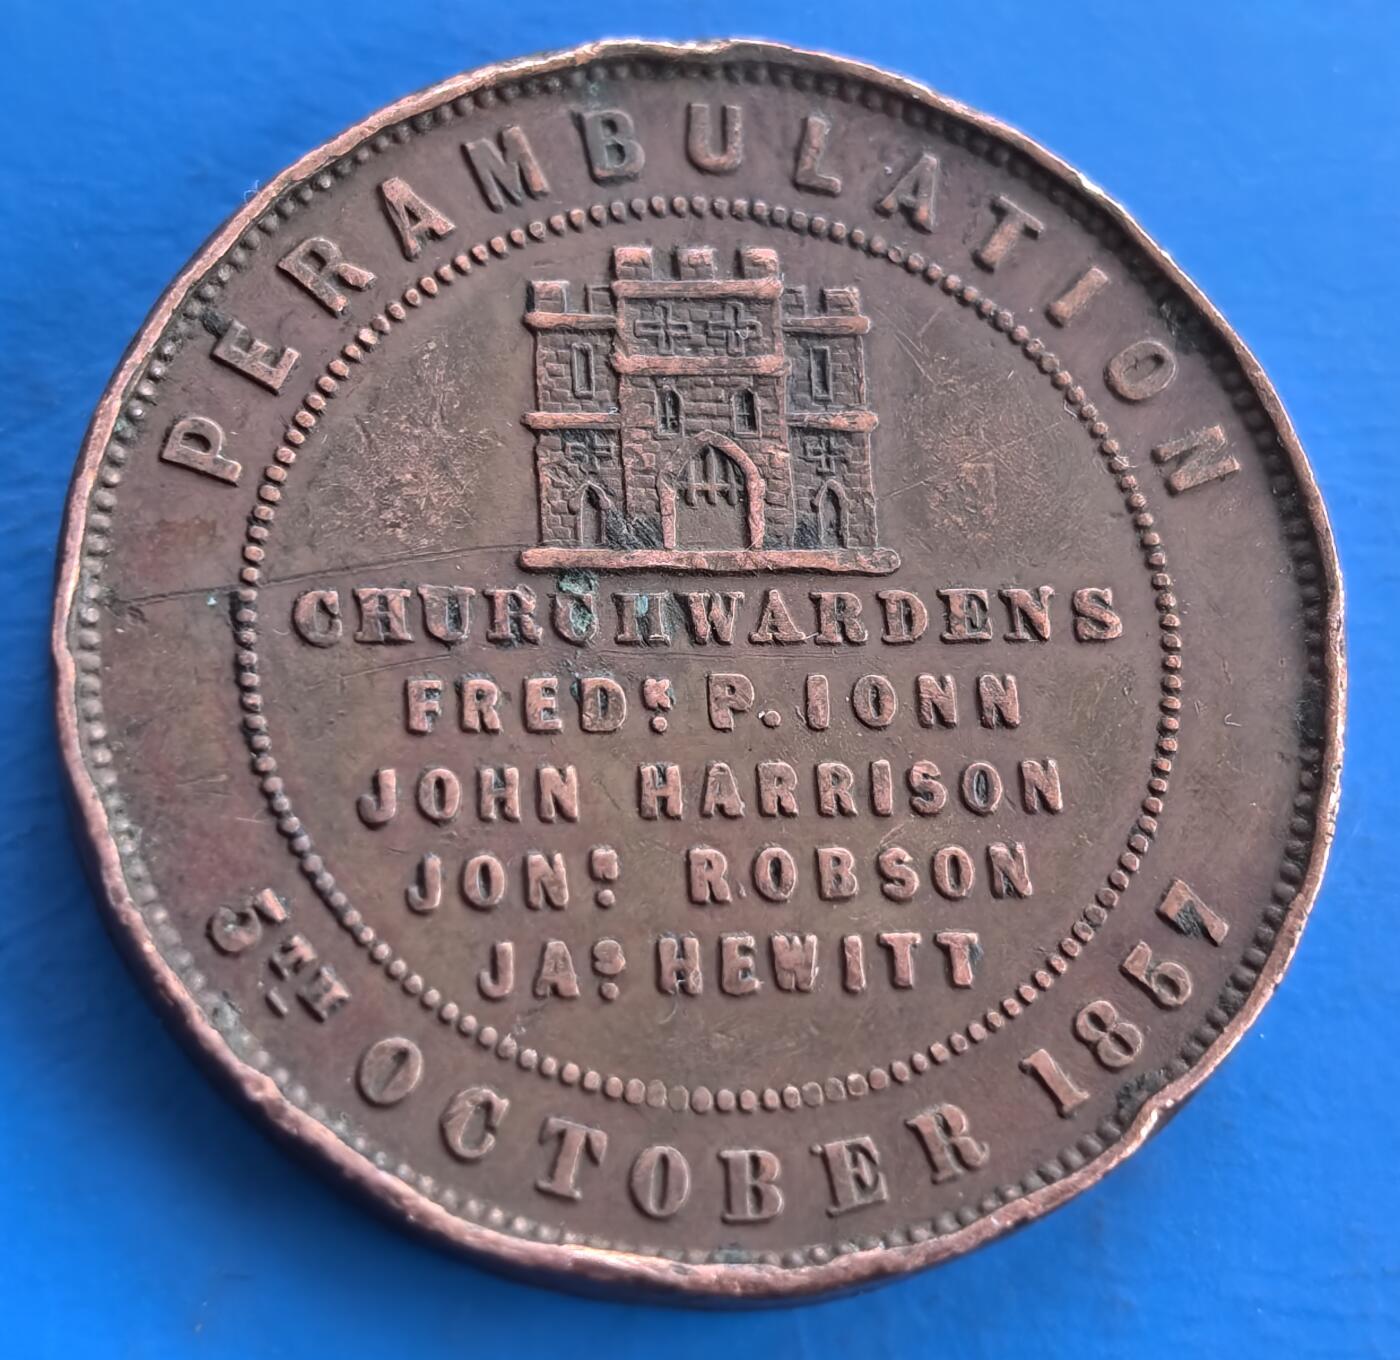 PERAMBULATION
CHURCHWARDENS
FREDK. P. IONN
JOHN HARRISON
JONN. ROBSON
JAS. HEWITT
5TH OCTOBER 1857